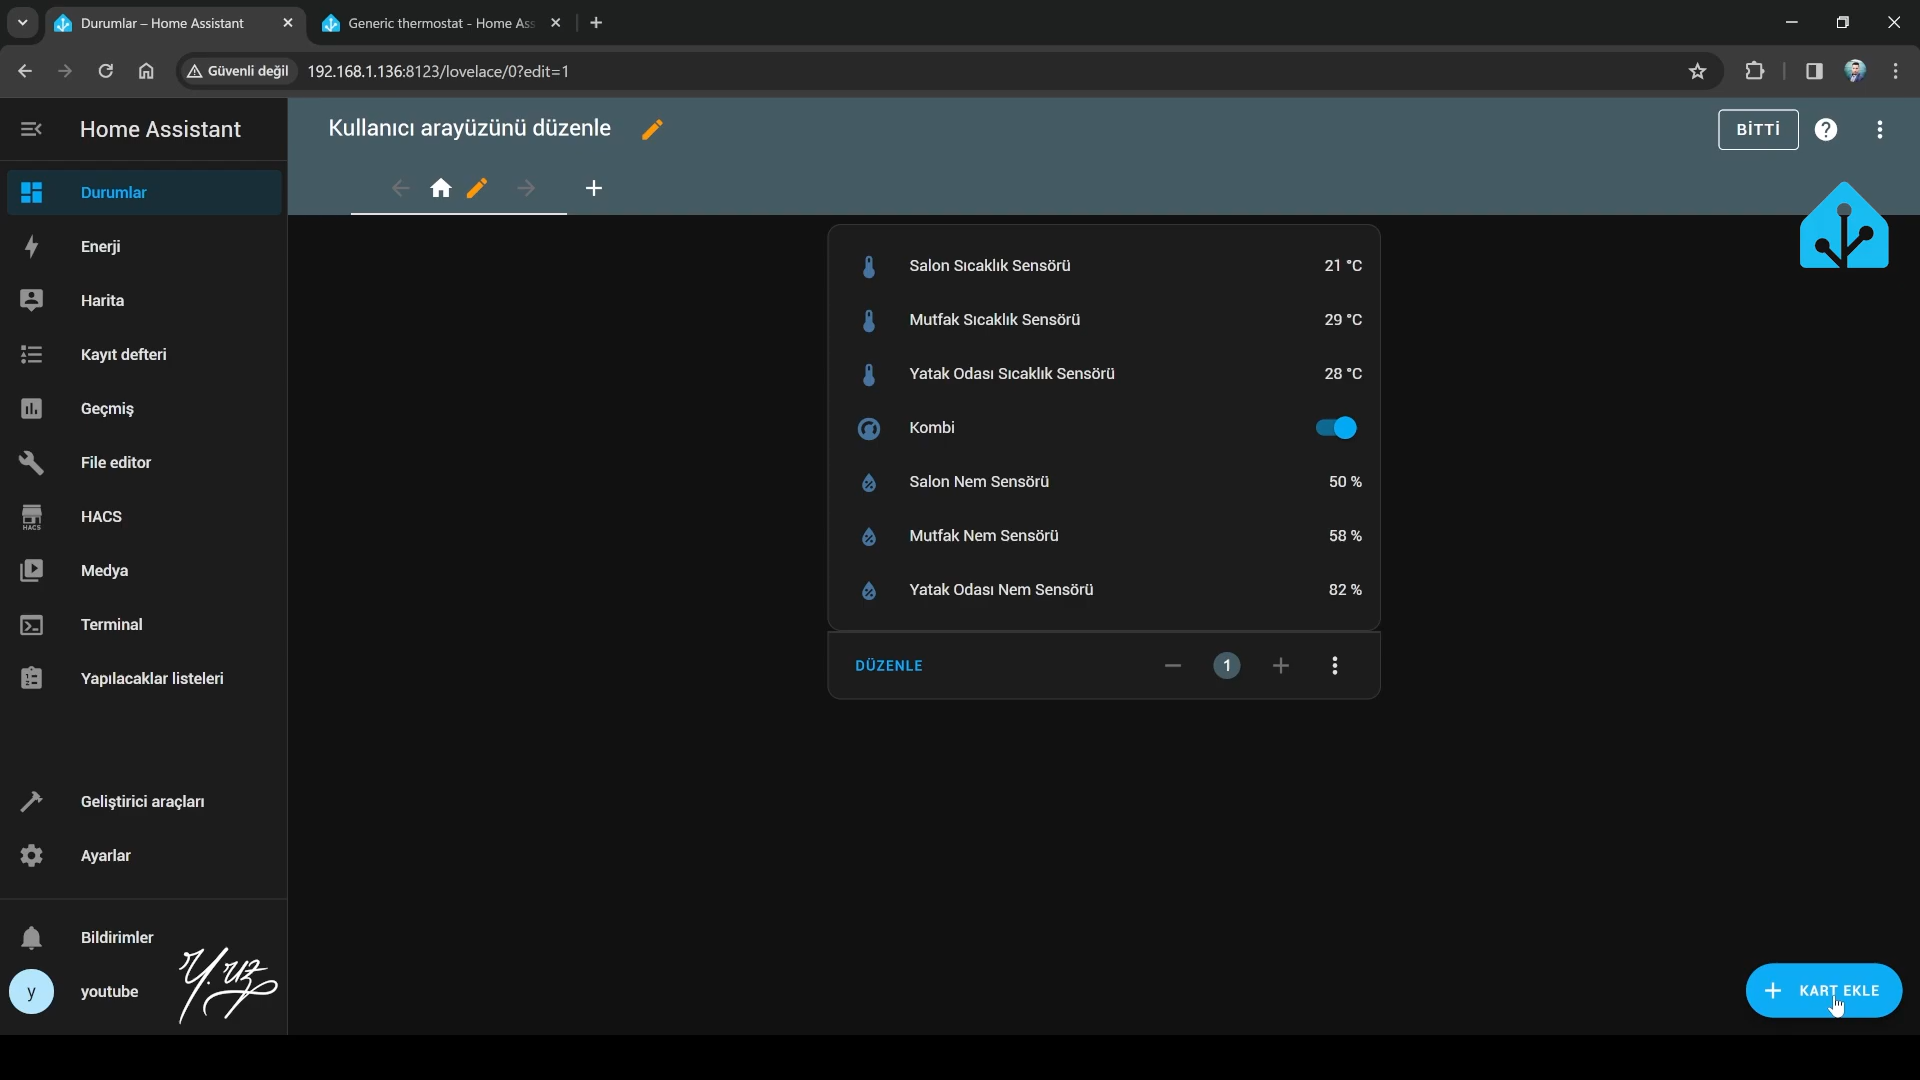 Durumlar – Home Assistant
Generic thermostat - Home Ass
Güvenli değil
192.168.1.136:8123/lovelace/0?edit=1
Home Assistant
Kullanıcı arayüzünü düzenle
BİTTİ
Durumlar
Enerji
Harita
Kayıt defteri
Geçmiş
File editor
HACS
HACS
Medya
Terminal
Yapılacaklar listeleri
Geliştirici araçları
Ayarlar
Bildirimler
y
youtube
Y.uz
Salon Sıcaklık Sensörü 21 °C
Mutfak Sıcaklık Sensörü 29 °C
Yatak Odası Sıcaklık Sensörü 28 °C
Kombi
Salon Nem Sensörü 50 %
Mutfak Nem Sensörü 58 %
Yatak Odası Nem Sensörü 82 %
DÜZENLE 1
KART EKLE